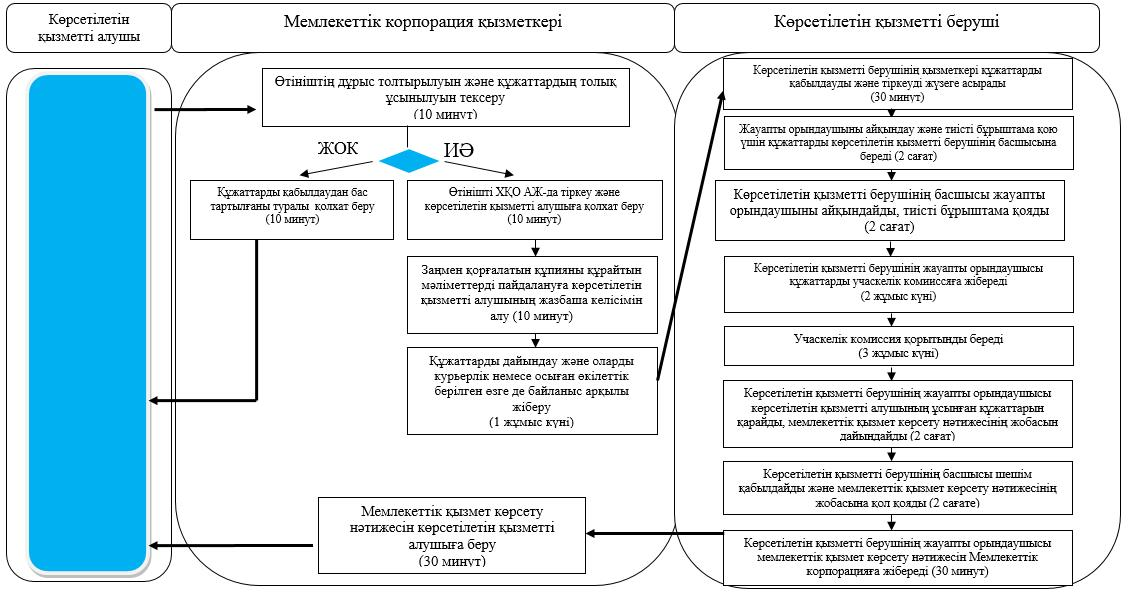 Көрсетілетін
қызметті алушы
Мемлекеттік корпорация қызметкері
Көрсетілетін қызметті беруші
Өтініштің дұрыс толтырылуын және құжаттардың толық
ұсынылуын тексеру
(10 минут)
ЖОК
ИӘ
Құжаттарды қабылдаудан бас
тартылғаны туралы қолхат беру
(10 минут)
Өтінішті ХҚО АЖ-да тіркеу және
көрсетілетін қызметті алушыға қолхат беру
(10 минут)
Заңмен қорғалатын құпияны құрайтын
мәліметтерді пайдалануға көрсетілетін
қызметті алушының жазбаша келісімін
алу (10 минут)
Құжаттарды дайындау және оларды
курьерлік немесе осыған өкілеттік
берілген өзге де байланыс арқылы
жіберу
(1 жұмыс күні)
Көрсетілетін қызметті берушінің қызметкері құжаттарды
қабылдауды және тіркеуді жүзеге асырады
(30 минут)
Жауапты орындаушыны айқындау және тиісті бұрыштама қою
үшін құжаттарды көрсетілетін қызметті берушінің басшысына
береді (2 сағат)
Көрсетілетін қызметті берушінің басшысы жауапты
орындаушыны айқындайды, тиісті бұрыштама қояды
(2 сағат)
Көрсетілетін қызметті берушінің жауапты орындаушысы
құжаттарды учаскелік комиссяға жібереді
(2 жұмыс күні)
Учаскелік комиссия қорытынды береді
(3 жұмыс күні)
Көрсетілетін қызметті берушінің жауапты орындаушысы
көрсетілетін қызметті алушының ұсынған құжаттарын
қарайды, мемлекеттік қызмет көрсету нәтижесінің жобасын
дайындайды (2 сағат)
Көрсетілетін қызметті берушінің басшысы шешім
қабылдайды және мемлекеттік қызмет көрсету нәтижесінің
жобасына қол қояды (2 сағате)
Көрсетілетін қызметті берушінің жауапты орындаушысы
мемлекеттік қызмет көрсету нәтижесін Мемлекеттік
корпорацияға жібереді (30 минут)
Мемлекеттік қызмет көрсету
нәтижесін көрсетілетін қызметті
алушыға беру
(30 минут)